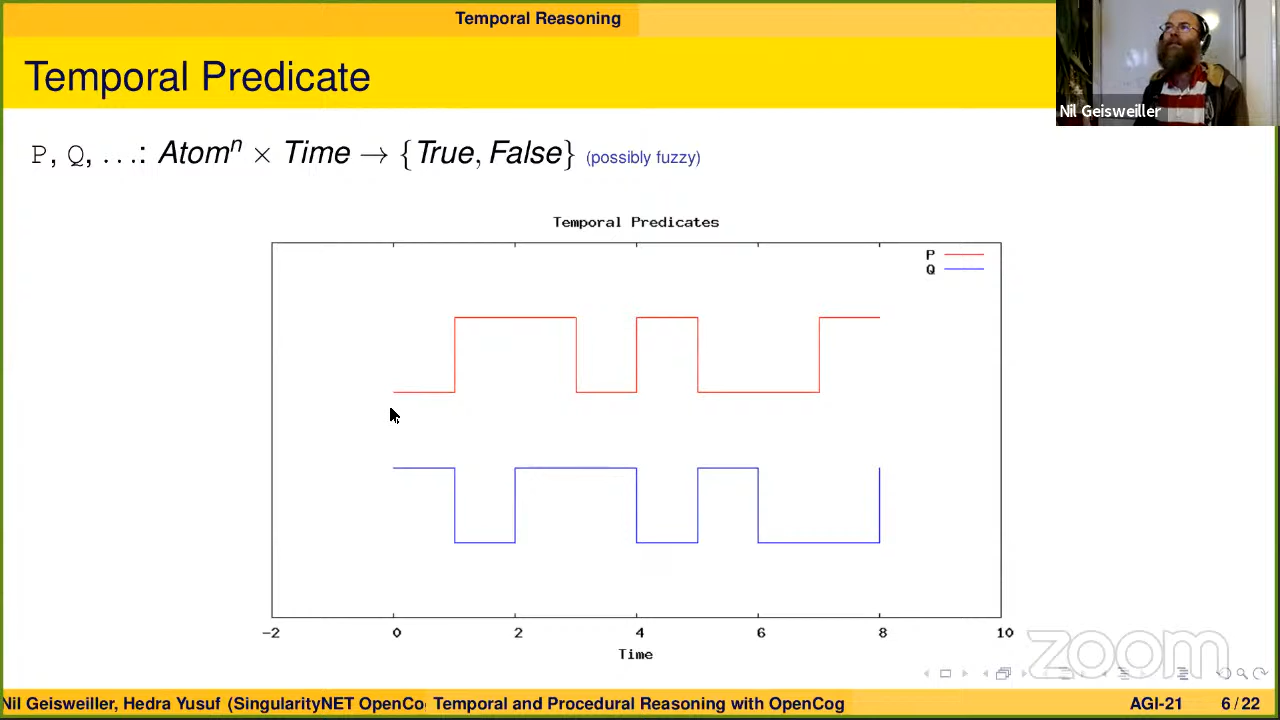 Temporal Reasoning
Temporal Predicate
Nil Geisweiller
P, Q, ...: Atomⁿ × Time → {True, False} (possibly fuzzy)
Temporal Predicates
P
Q
-2 0 2 4 6 8 10
Time
zoom
Nil Geisweiller, Hedra Yusuf (SingularityNET OpenCo Temporal and Procedural Reasoning with OpenCog AGI-21 6 / 22